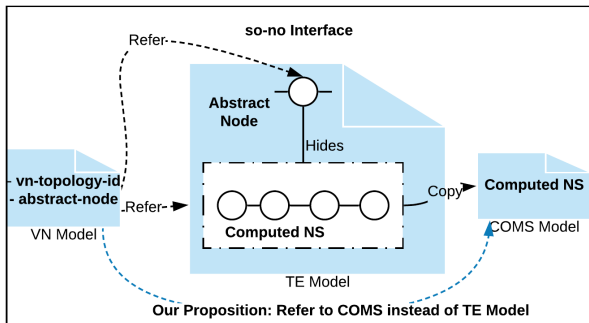 so-no Interface
Refer
Abstract
Node
Hides
- vn-topology-id
- abstract-node
Refer
Copy
Computed NS
Computed NS
VN Model
COMS Model
TE Model
Our Proposition: Refer to COMS instead of TE Model